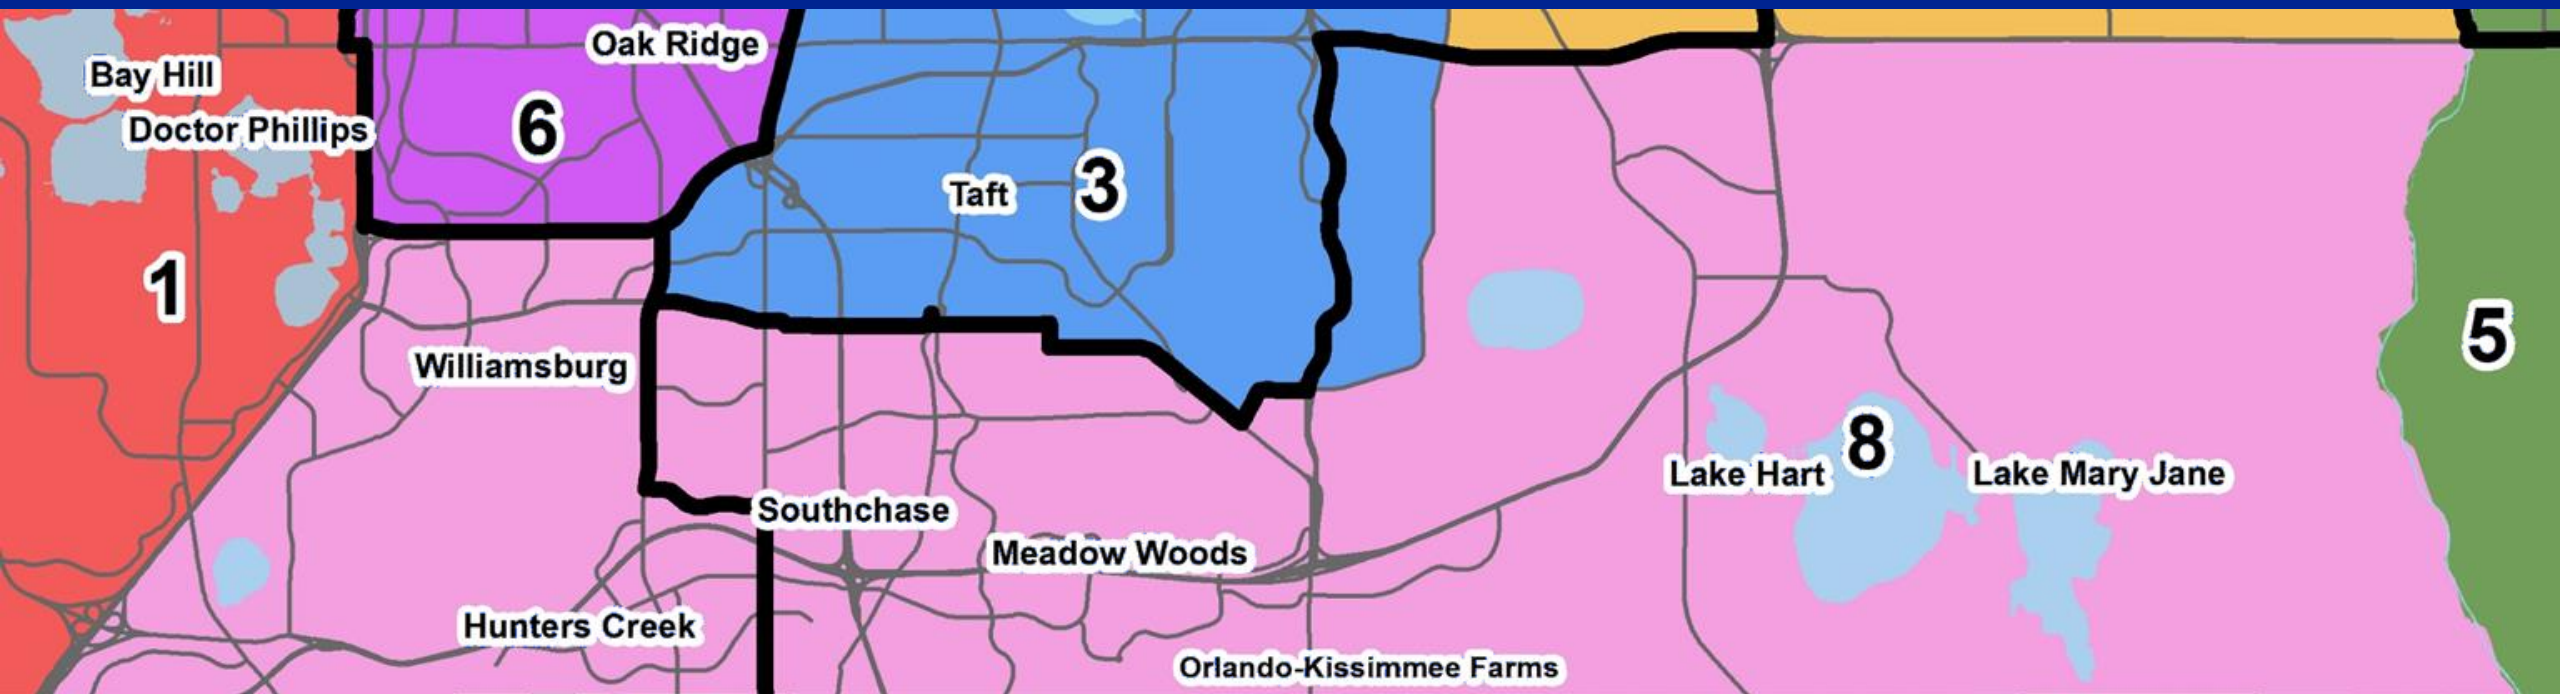 Oak Ridge
Bay Hill
Doctor Phillips
6
3
Taft
1
5
Williamsburg
8
Lake Hart
Lake Mary Jane
Southchase
Meadow Woods
Hunters Creek
Orlando-Kissimmee Farms